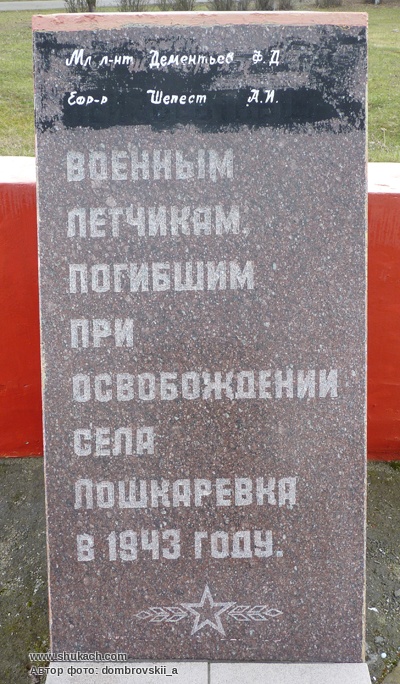 Мл л-нт Дементьев Ф.Д
Ефр-р Шепест А.И.
ВОЕННЫМ
ЛЕТЧИКАМ,
ПОГИБШИМ
ПРИ
ОСВОБОЖДЕНИИ
СЕЛА
ПОШКАРЕВКА
В 1943 ГОДУ.
www.shukach.com
Автор фото: dombrovskii_a